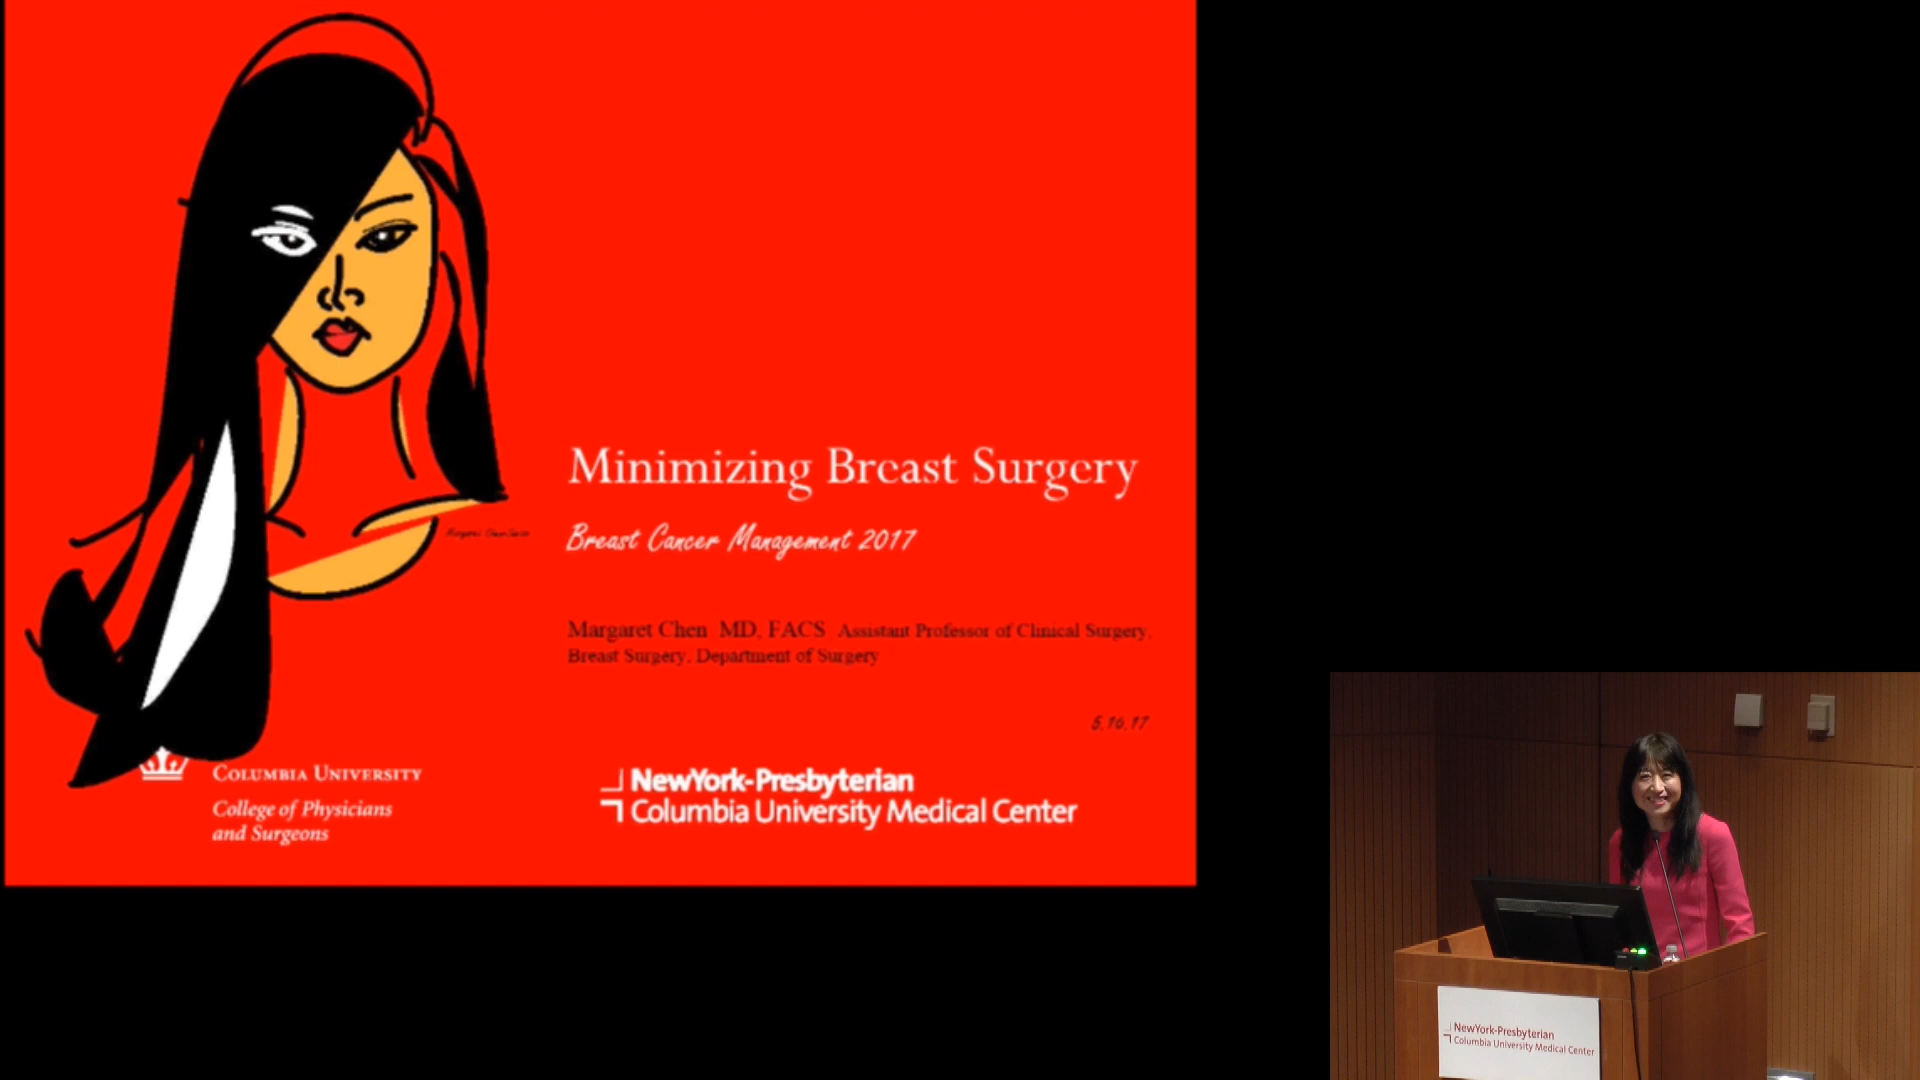 Minimizing Breast Surgery
Breast Cancer Management 2017
Margaret Chen MD, FACS Assistant Professor of Clinical Surgery,
Breast Surgery, Department of Surgery
5.16.17
COLUMBIA UNIVERSITY
College of Physicians
and Surgeons
NewYork-Presbyterian
Columbia University Medical Center
NewYork-Presbyterian
Columbia University Medical Center